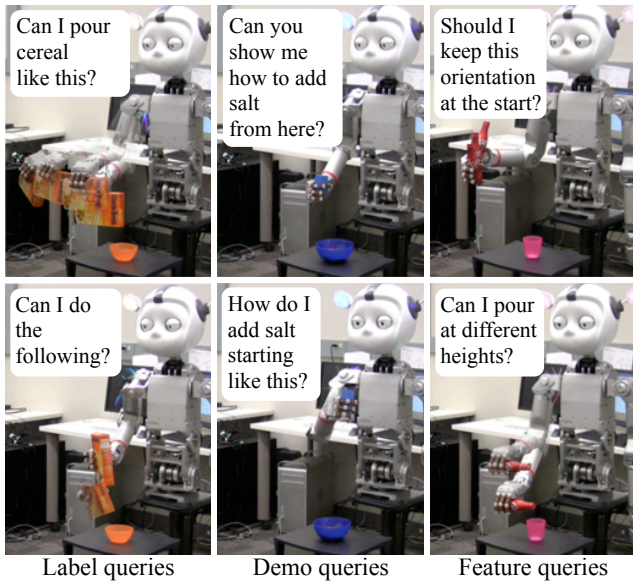 Can I pour
cereal
like this?
Can you
show me
how to add
salt
from here?
Should I
keep this
orientation
at the start?
Can I do
the
following?
How do I
add salt
starting
like this?
Can I pour
at different
heights?
Label queries
Demo queries
Feature queries